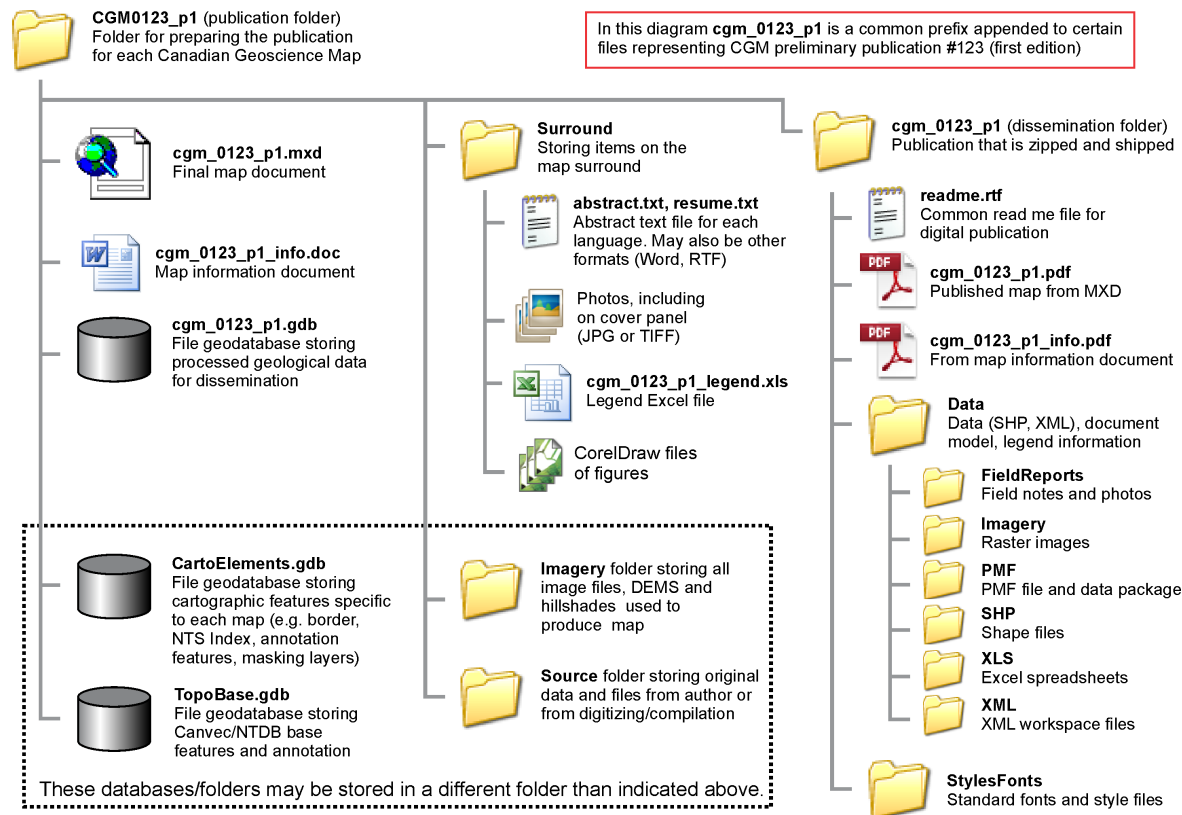 CGM0123_p1 (publication folder)
Folder for preparing the publication
for each Canadian Geoscience Map
In this diagram cgm_0123_p1 is a common prefix appended to certain
files representing CGM preliminary publication #123 (first edition)
cgm_0123_p1.mxd
Final map document
W
cgm_0123_p1_info.doc
Map information document
cgm_0123_p1.gdb
File geodatabase storing
processed geological data
for dissemination
CartoElements.gdb
File geodatabase storing
cartographic features specific
to each map (e.g. border,
NTS Index, annotation
features, masking layers)
TopoBase.gdb
File geodatabase storing
Canvec/NTDB base
features and annotation
Surround
Storing items on the
map surround
abstract.txt, resume.txt
Abstract text file for each
language. May also be other
formats (Word, RTF)
Photos, including
on cover panel
(JPG or TIFF)
X
cgm_0123_p1_legend.xls
Legend Excel file
CorelDraw files
of figures
Imagery folder storing all
image files, DEMS and
hillshades used to
produce map
Source folder storing original
data and files from author or
from digitizing/compilation
These databases/folders may be stored in a different folder than indicated above.
cgm_0123_p1 (dissemination folder)
Publication that is zipped and shipped
readme.rtf
Common read me file for
digital publication
PDF
cgm_0123_p1.pdf
Published map from MXD
PDF
cgm_0123_p1_info.pdf
From map information document
Data
Data (SHP, XML), document
model, legend information
FieldReports
Field notes and photos
Imagery
Raster images
PMF
PMF file and data package
SHP
Shape files
XLS
Excel spreadsheets
XML
XML workspace files
StylesFonts
Standard fonts and style files